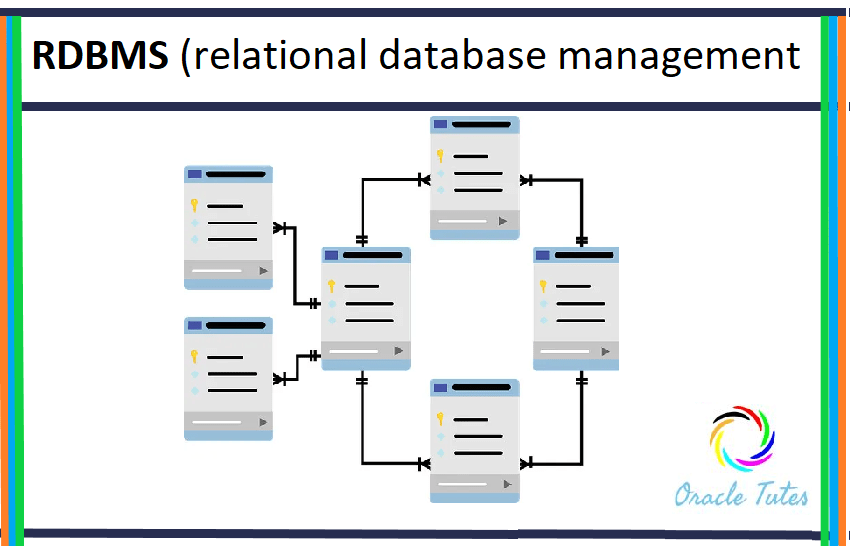 RDBMS (relational database management
Oracle Tutes